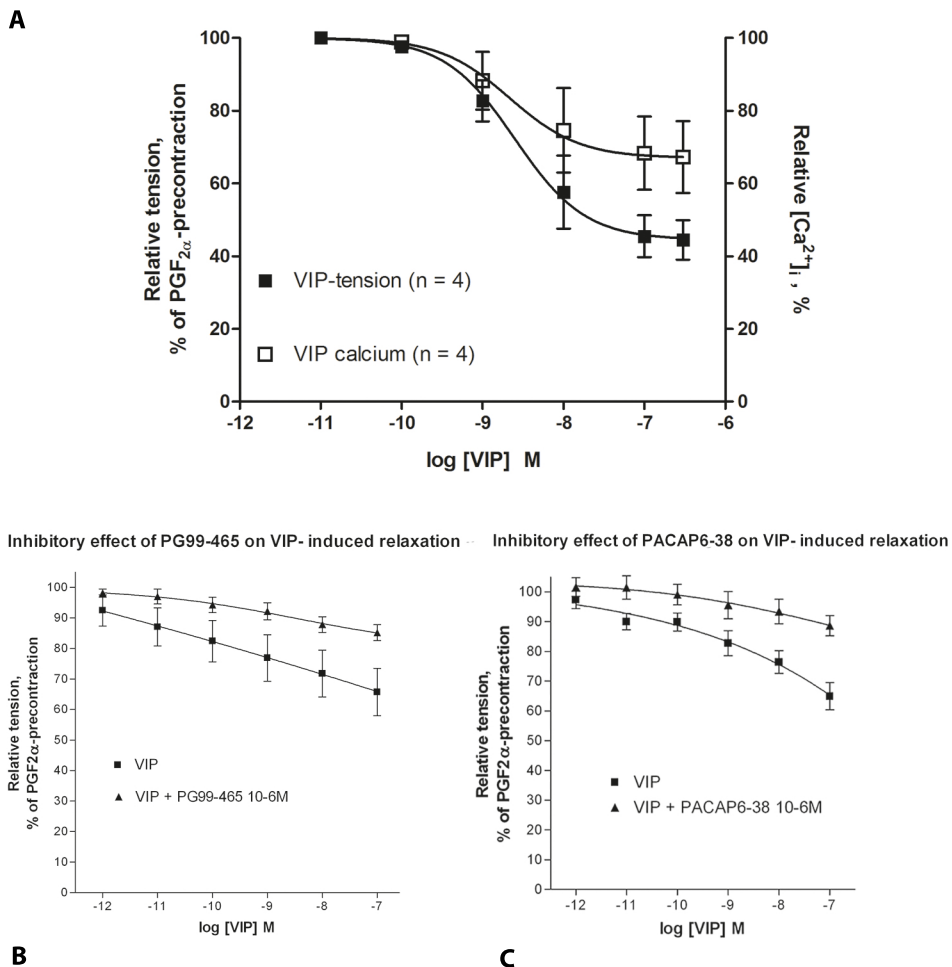 A
Relative tension,
% of PGF2α-precontraction
100
80
60
40
20
0
VIP-tension (n = 4)
VIP calcium (n = 4)
100
80
60
40
20
0
Relative [Ca2+]i , %
-12
-11
-10
-9
-8
-7
-6
log [VIP] M
Inhibitory effect of PG99-465 on VIP- induced relaxation
Relative tension,
% of PGF2α-precontraction
100
90
80
70
60
50
40
30
20
10
0
VIP
VIP + PG99-465 10-6M
-12
-11
-10
-9
-8
-7
log [VIP] M
B
Inhibitory effect of PACAP6-38 on VIP- induced relaxation
Relative tension,
% of PGF2α-precontraction
100
90
80
70
60
50
40
30
20
10
0
VIP
VIP + PACAP6-38 10-6M
-12
-11
-10
-9
-8
-7
log [VIP] M
C